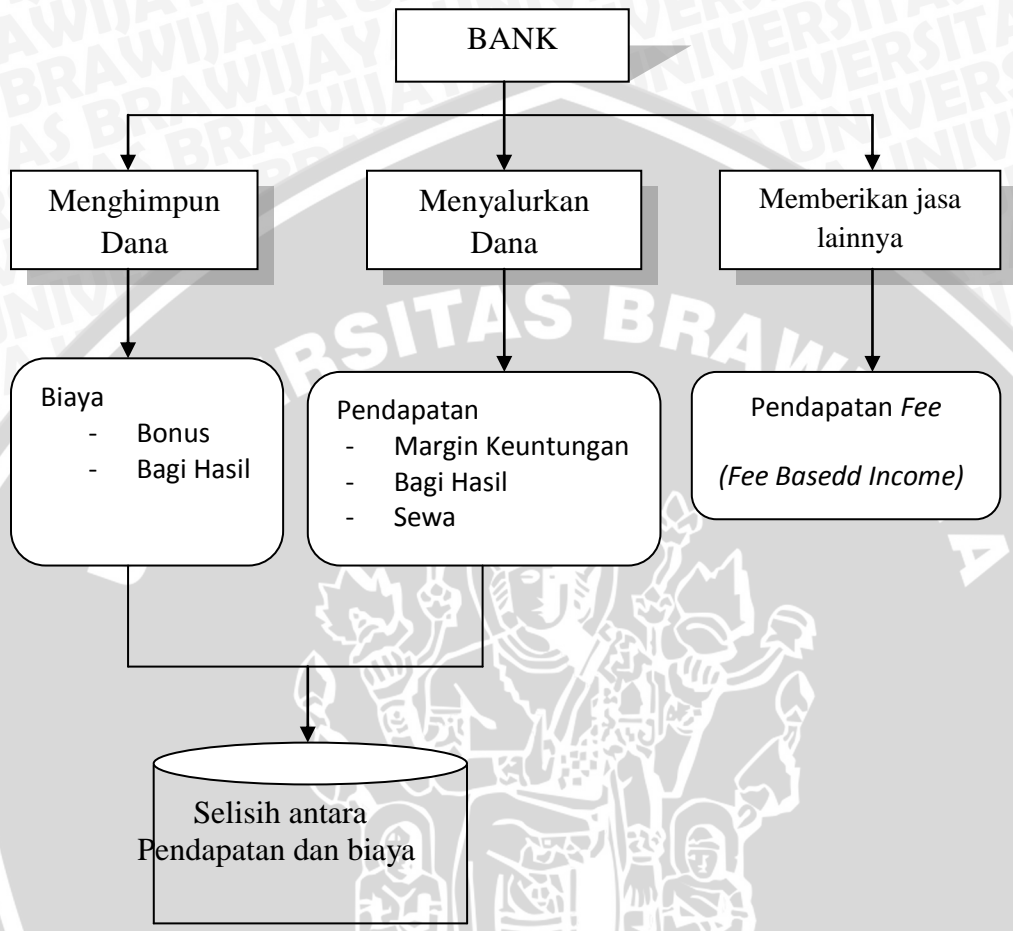 BANK
Menghimpun
Dana
Menyalurkan
Dana
Memberikan jasa
lainnya
Biaya
- Bonus
- Bagi Hasil
Pendapatan
- Margin Keuntungan
- Bagi Hasil
- Sewa
Pendapatan Fee
(Fee Basedd Income)
Selisih antara
Pendapatan dan biaya